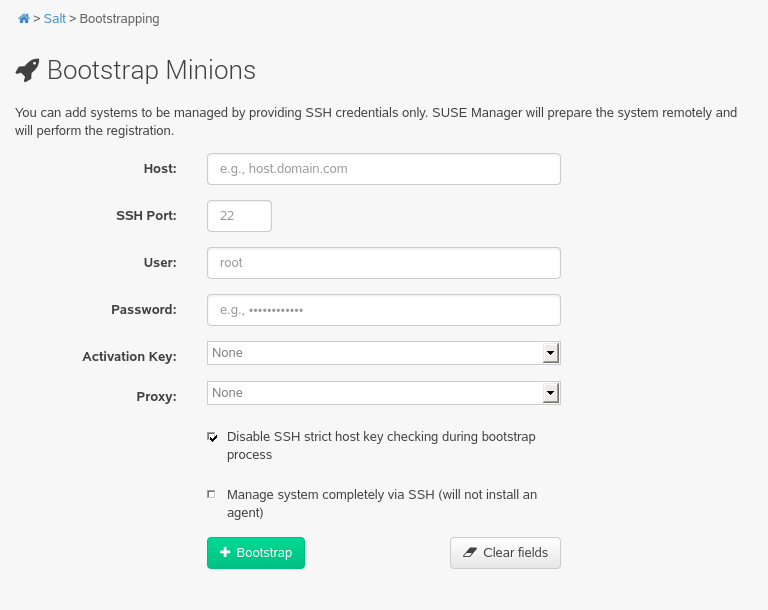 > Salt > Bootstrapping
Bootstrap Minions
You can add systems to be managed by providing SSH credentials only. SUSE Manager will prepare the system remotely and
will perform the registration.
Host: e.g., host.domain.com
SSH Port: 22
User: root
Password: e.g., ••••••••••••
Activation Key: None
Proxy: None
Disable SSH strict host key checking during bootstrap
process
Manage system completely via SSH (will not install an
agent)
Bootstrap Clear fields